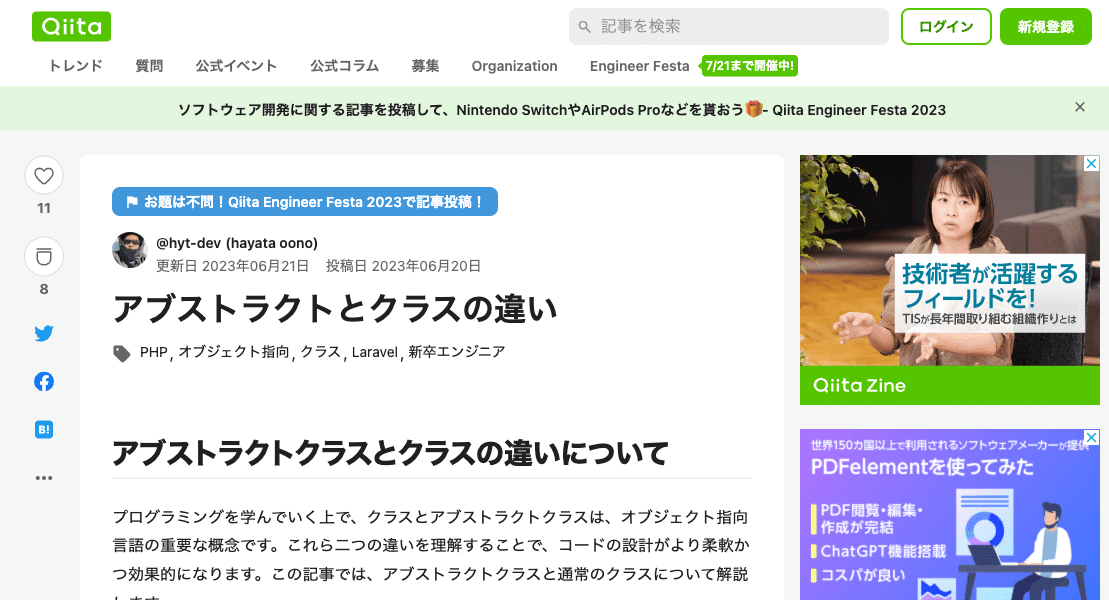 Qiita
記事を検索
ログイン
新規登録
トレンド 質問 公式イベント 公式コラム 募集 Organization Engineer Festa 7/21まで開催中!
ソフトウェア開発に関する記事を投稿して、Nintendo SwitchやAirPods Proなどを貰おう🎁- Qiita Engineer Festa 2023
11
8
B!
お題は不問！Qiita Engineer Festa 2023で記事投稿！
@hyt-dev (hayata oono)
更新日 2023年06月21日 投稿日 2023年06月20日
アブストラクトとクラスの違い
PHP, オブジェクト指向, クラス, Laravel, 新卒エンジニア
アブストラクトクラスとクラスの違いについて
プログラミングを学んでいく上で、クラスとアブストラクトクラスは、オブジェクト指向
言語の重要な概念です。これら二つの違いを理解することで、コードの設計がより柔軟か
つ効果的になります。この記事では、アブストラクトクラスと通常のクラスについて解説
します。
技術者が活躍する
フィールドを!
TISが長年間取り組む組織作りとは
Qiita Zine
世界150カ国以上で利用されるソフトウェアメーカーが提供
PDFelementを使ってみた
PDF閲覧・編集・
作成が完結
ChatGPT機能搭載
コスパが良い